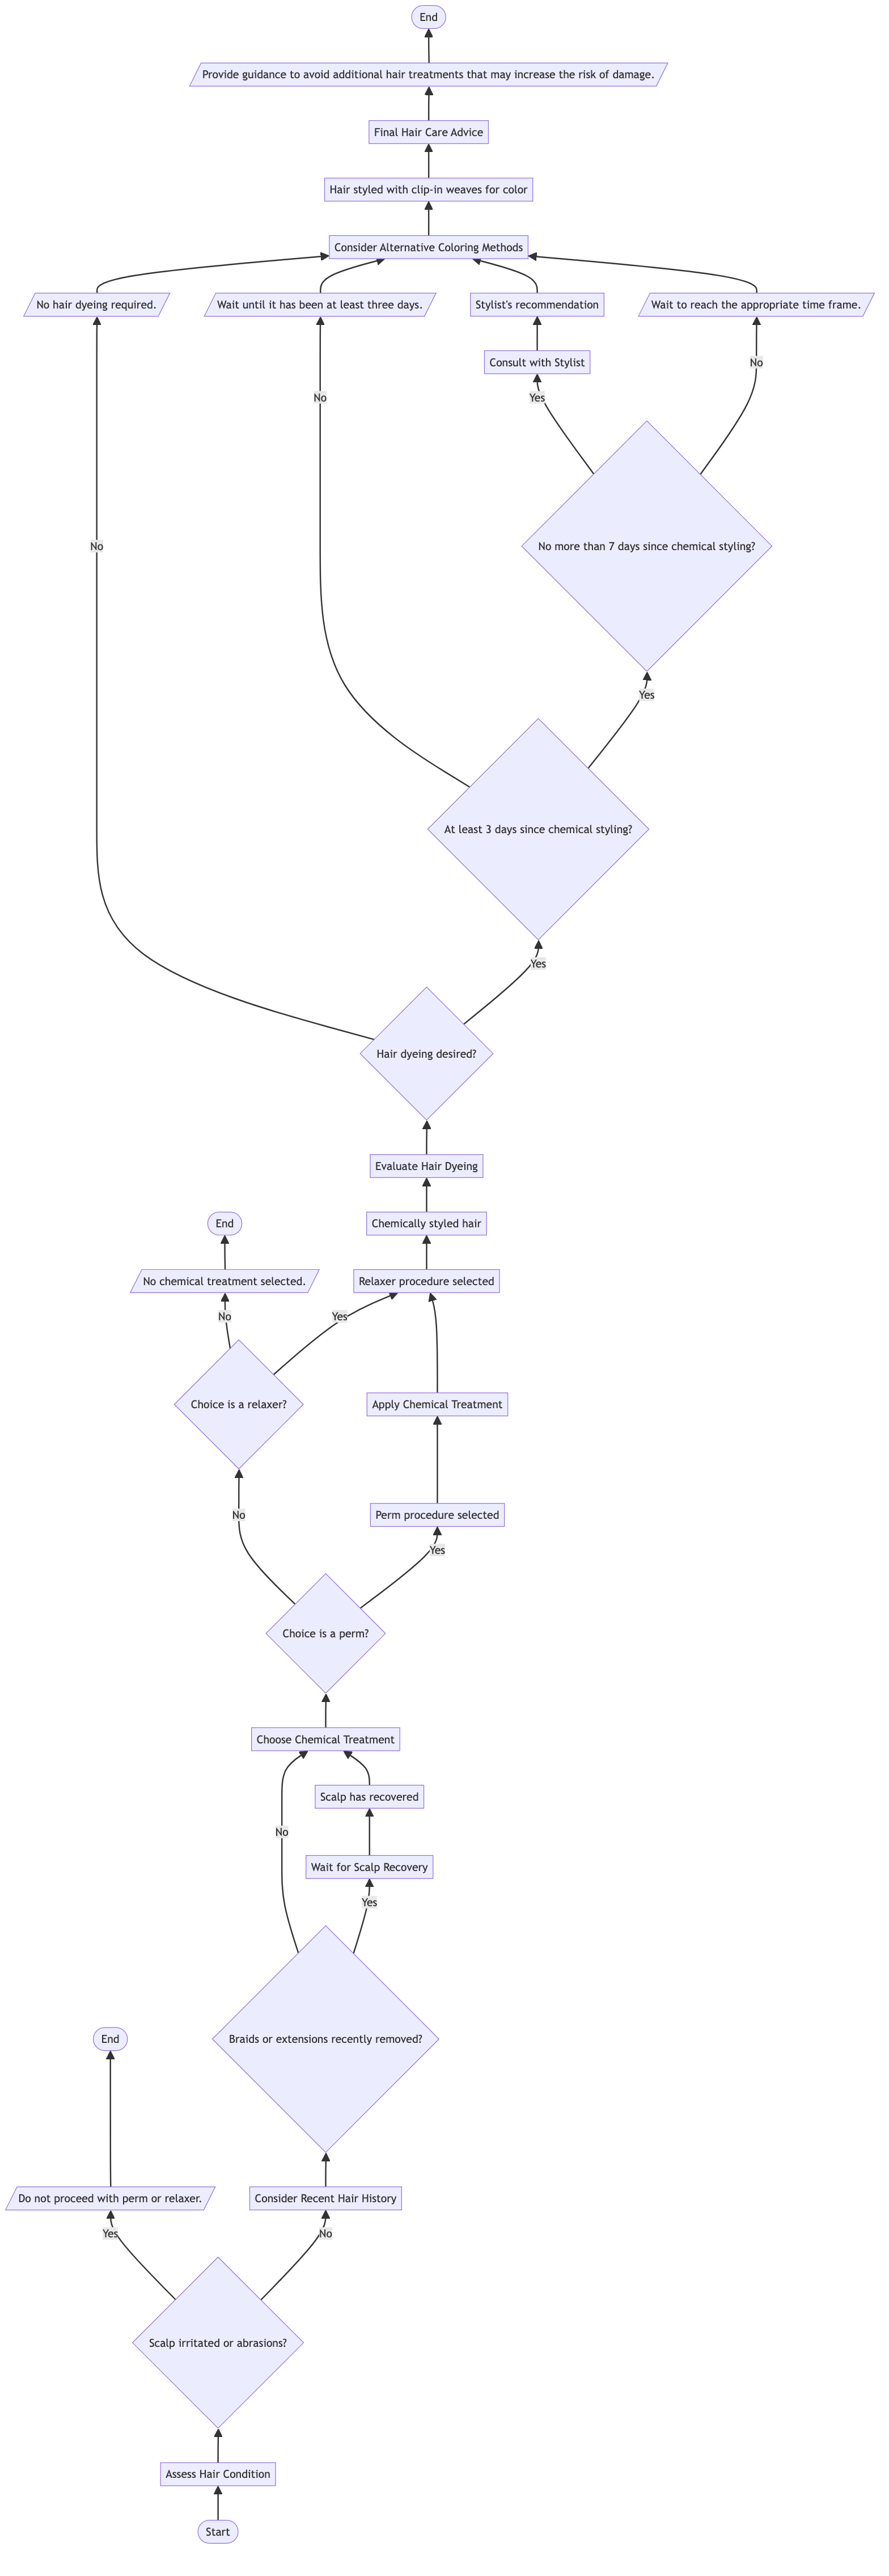 End
Provide guidance to avoid additional hair treatments that may increase the risk of damage.
Final Hair Care Advice
Hair styled with clip-in weaves for color
Consider Alternative Coloring Methods
No hair dyeing required.
Wait until it has been at least three days.
Stylist's recommendation
Wait to reach the appropriate time frame.
Consult with Stylist
No
No
Yes
No
No more than 7 days since chemical styling?
Yes
At least 3 days since chemical styling?
Yes
Hair dyeing desired?
Evaluate Hair Dyeing
End
Chemically styled hair
No chemical treatment selected.
Relaxer procedure selected
No
Yes
Choice is a relaxer?
Apply Chemical Treatment
No
Perm procedure selected
Yes
Choice is a perm?
Choose Chemical Treatment
Scalp has recovered
No
Wait for Scalp Recovery
Yes
End
Braids or extensions recently removed?
Do not proceed with perm or relaxer.
Consider Recent Hair History
Yes
No
Scalp irritated or abrasions?
Assess Hair Condition
Start